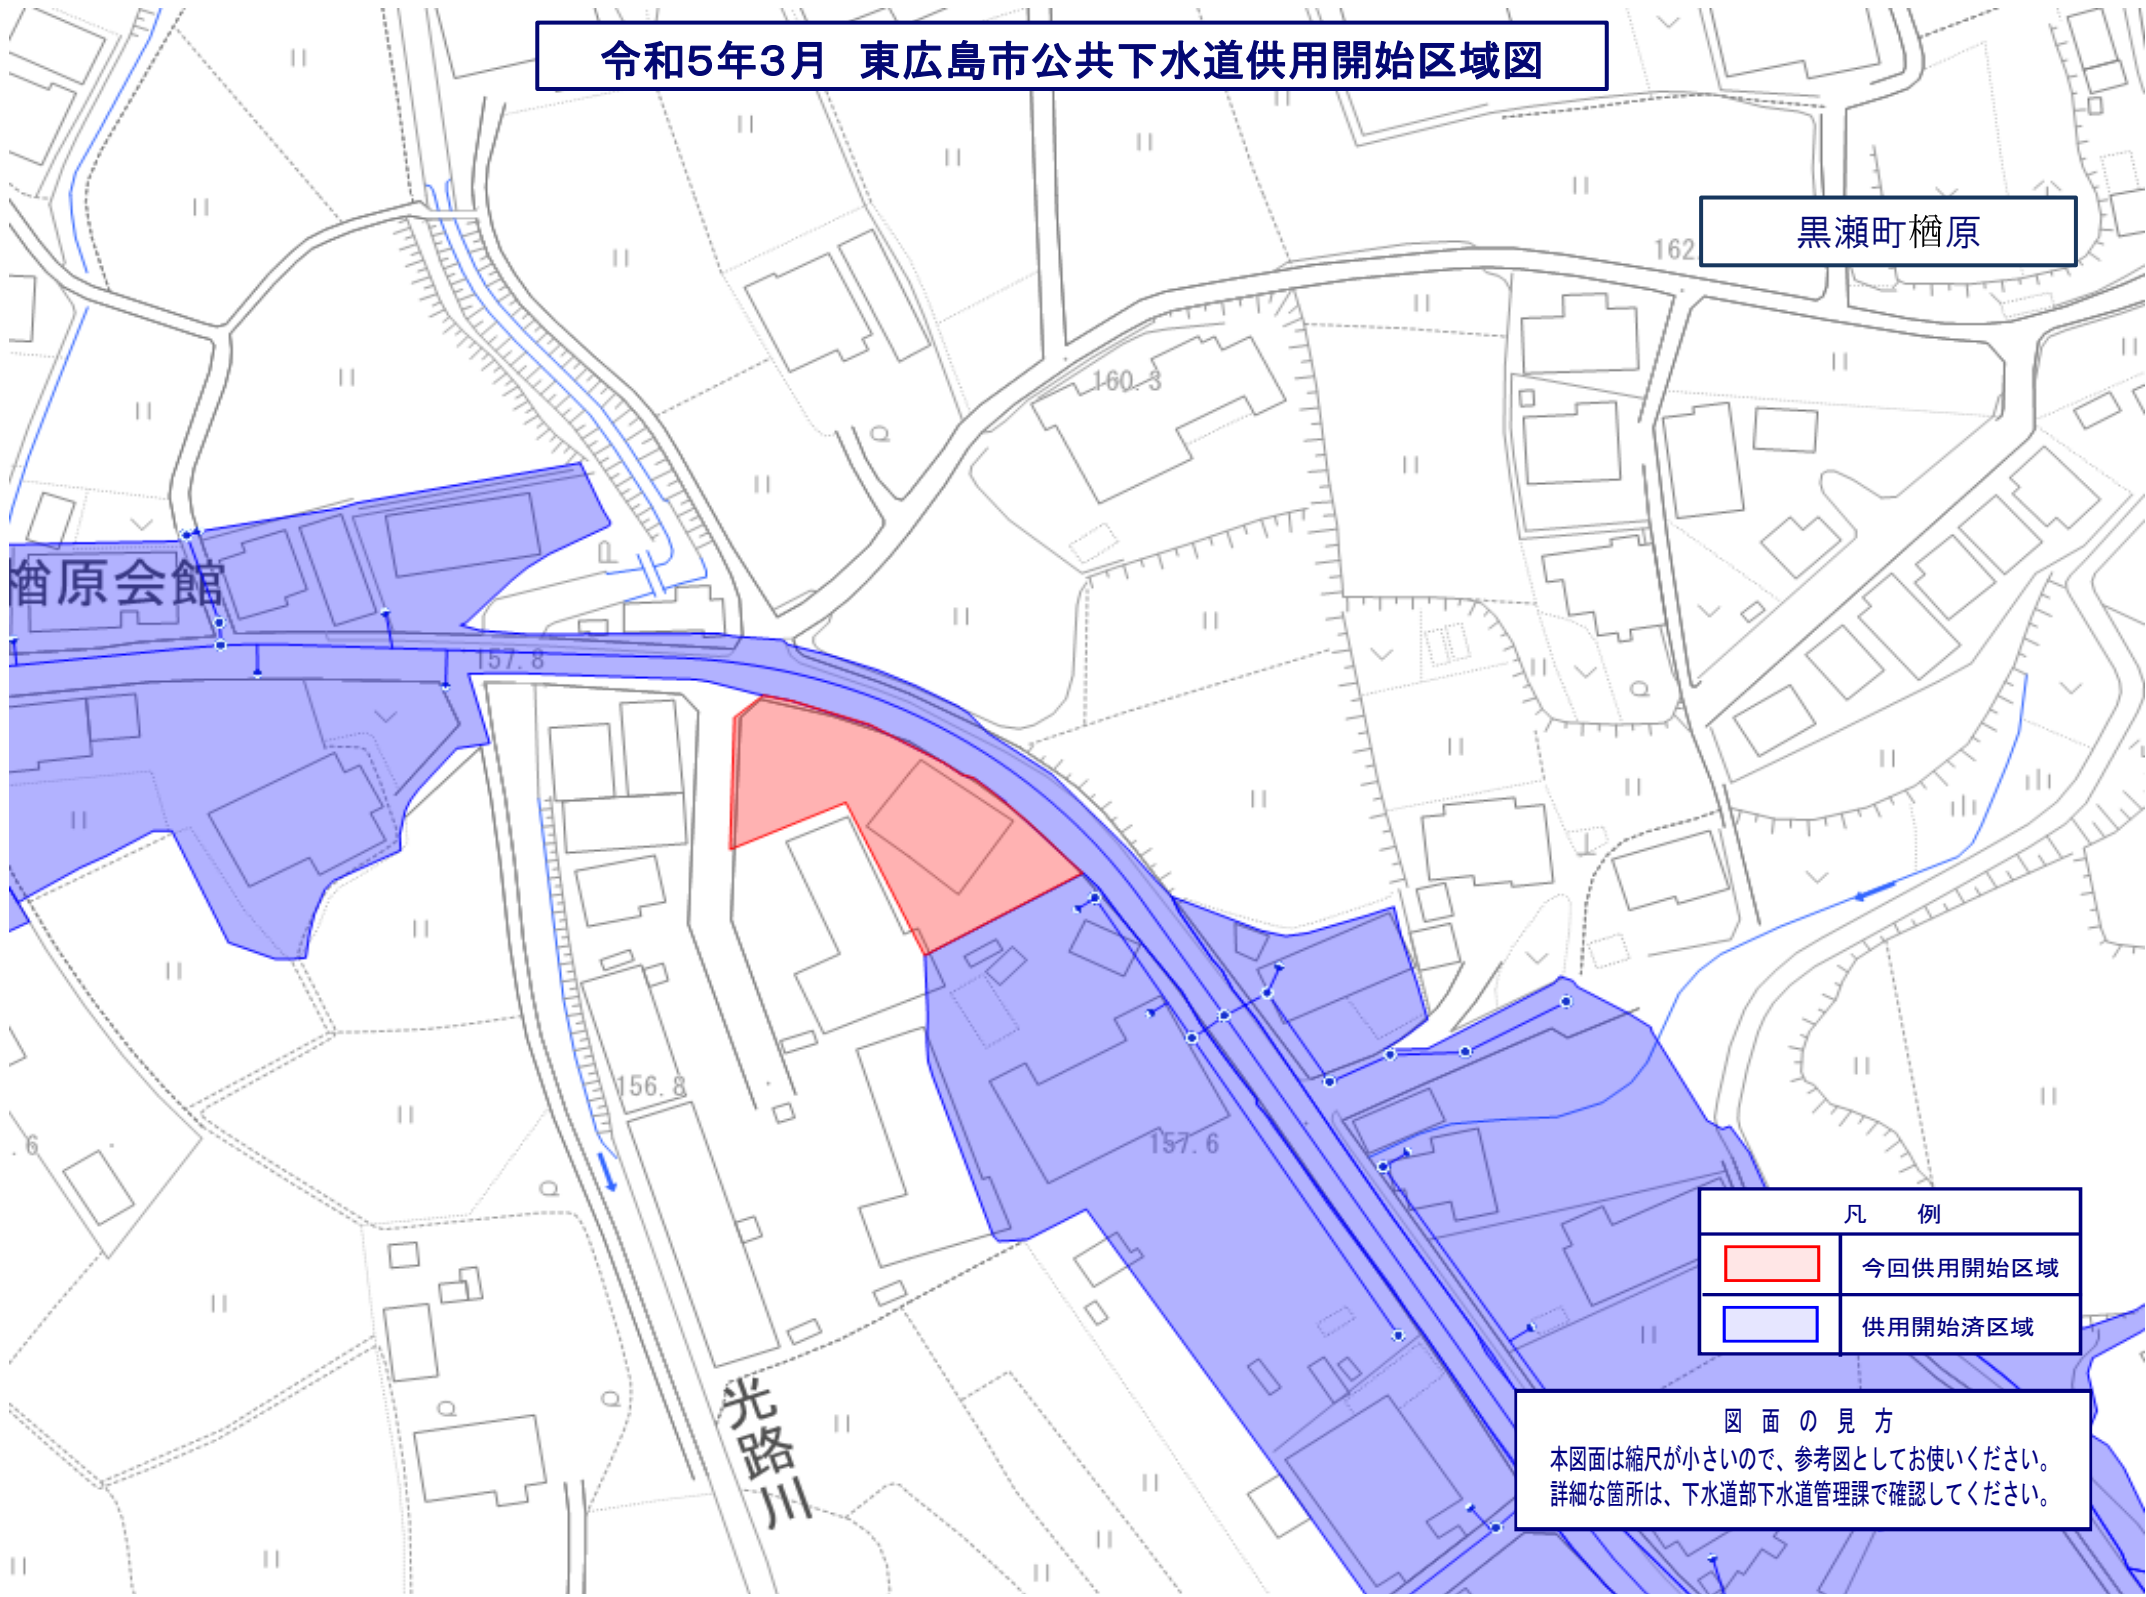 令和5年3月　東広島市公共下水道供用開始区域図
黒瀬町楢原
162.
160.3
楢原会館
157.8
156.8
157.6
.6
光路川
凡　例
今回供用開始区域
供用開始済区域
図面の見方
本図面は縮尺が小さいので、参考図としてお使いください。
詳細な箇所は、下水道部下水道管理課で確認してください。